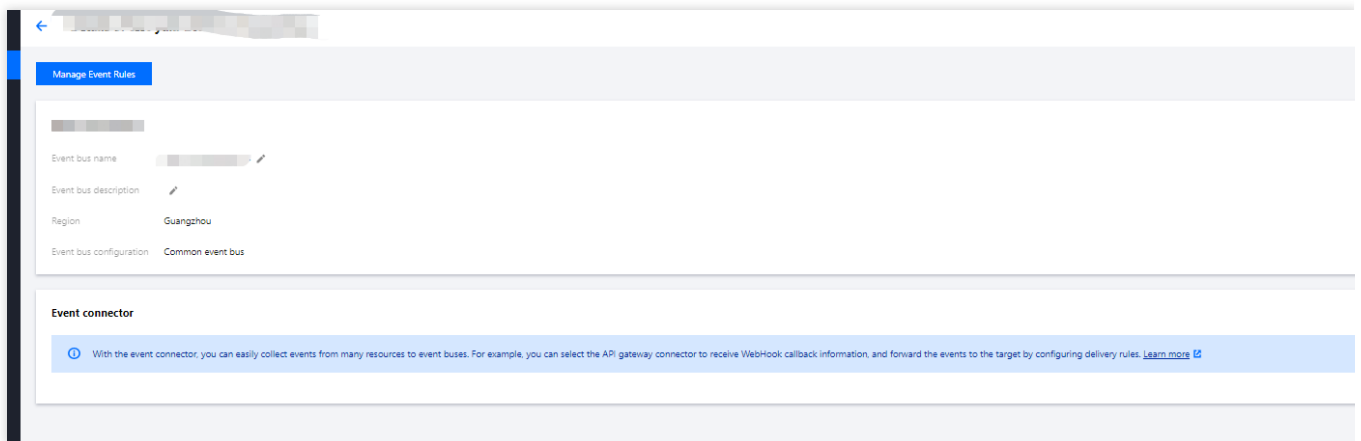 Manage Event Rules
Event bus name
Event bus description
Region Guangzhou
Event bus configuration Common event bus
Event connector
With the event connector, you can easily collect events from many resources to event buses. For example, you can select the API gateway connector to receive WebHook callback information, and forward the events to the target by configuring delivery rules. Learn more